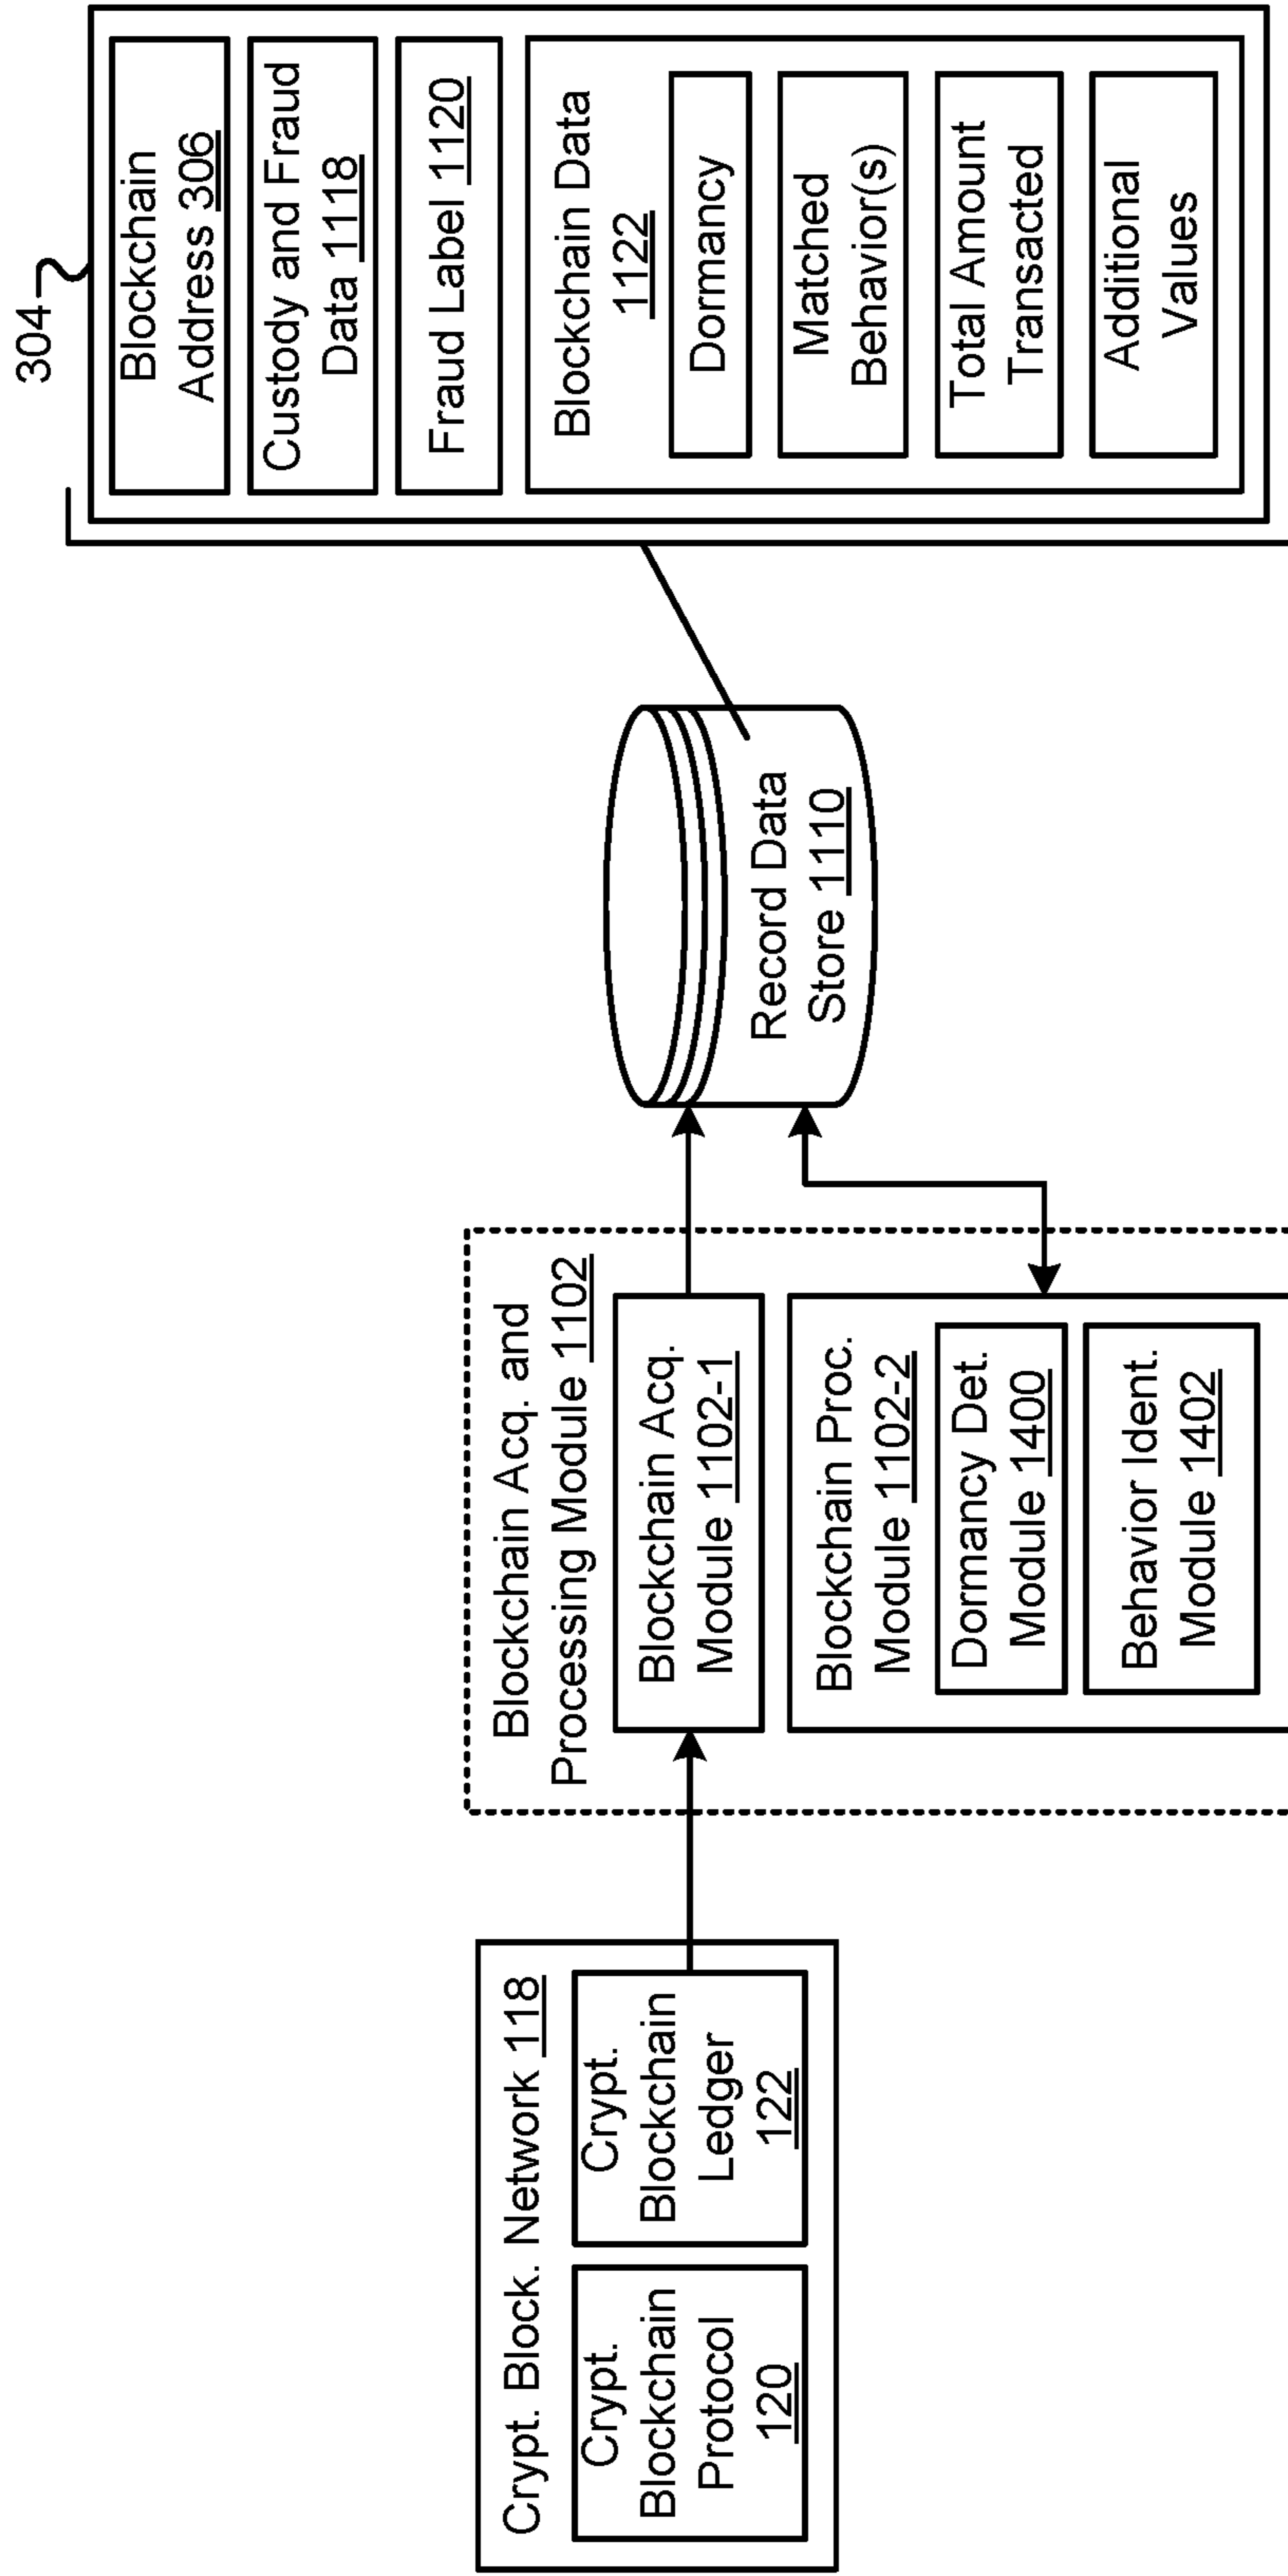 Crypt. Block. Network 118
Crypt.
Blockchain
Protocol
120
Crypt.
Blockchain
Ledger
122
Blockchain Acq. and
Processing Module 1102
Blockchain Acq.
Module 1102-1
Blockchain Proc.
Module 1102-2
Dormancy Det.
Module 1400
Behavior Ident.
Module 1402
Record Data
Store 1110
304
Blockchain
Address 306
Custody and Fraud
Data 1118
Fraud Label 1120
Blockchain Data
1122
Dormancy
Matched
Behavior(s)
Total Amount
Transacted
Additional
Values